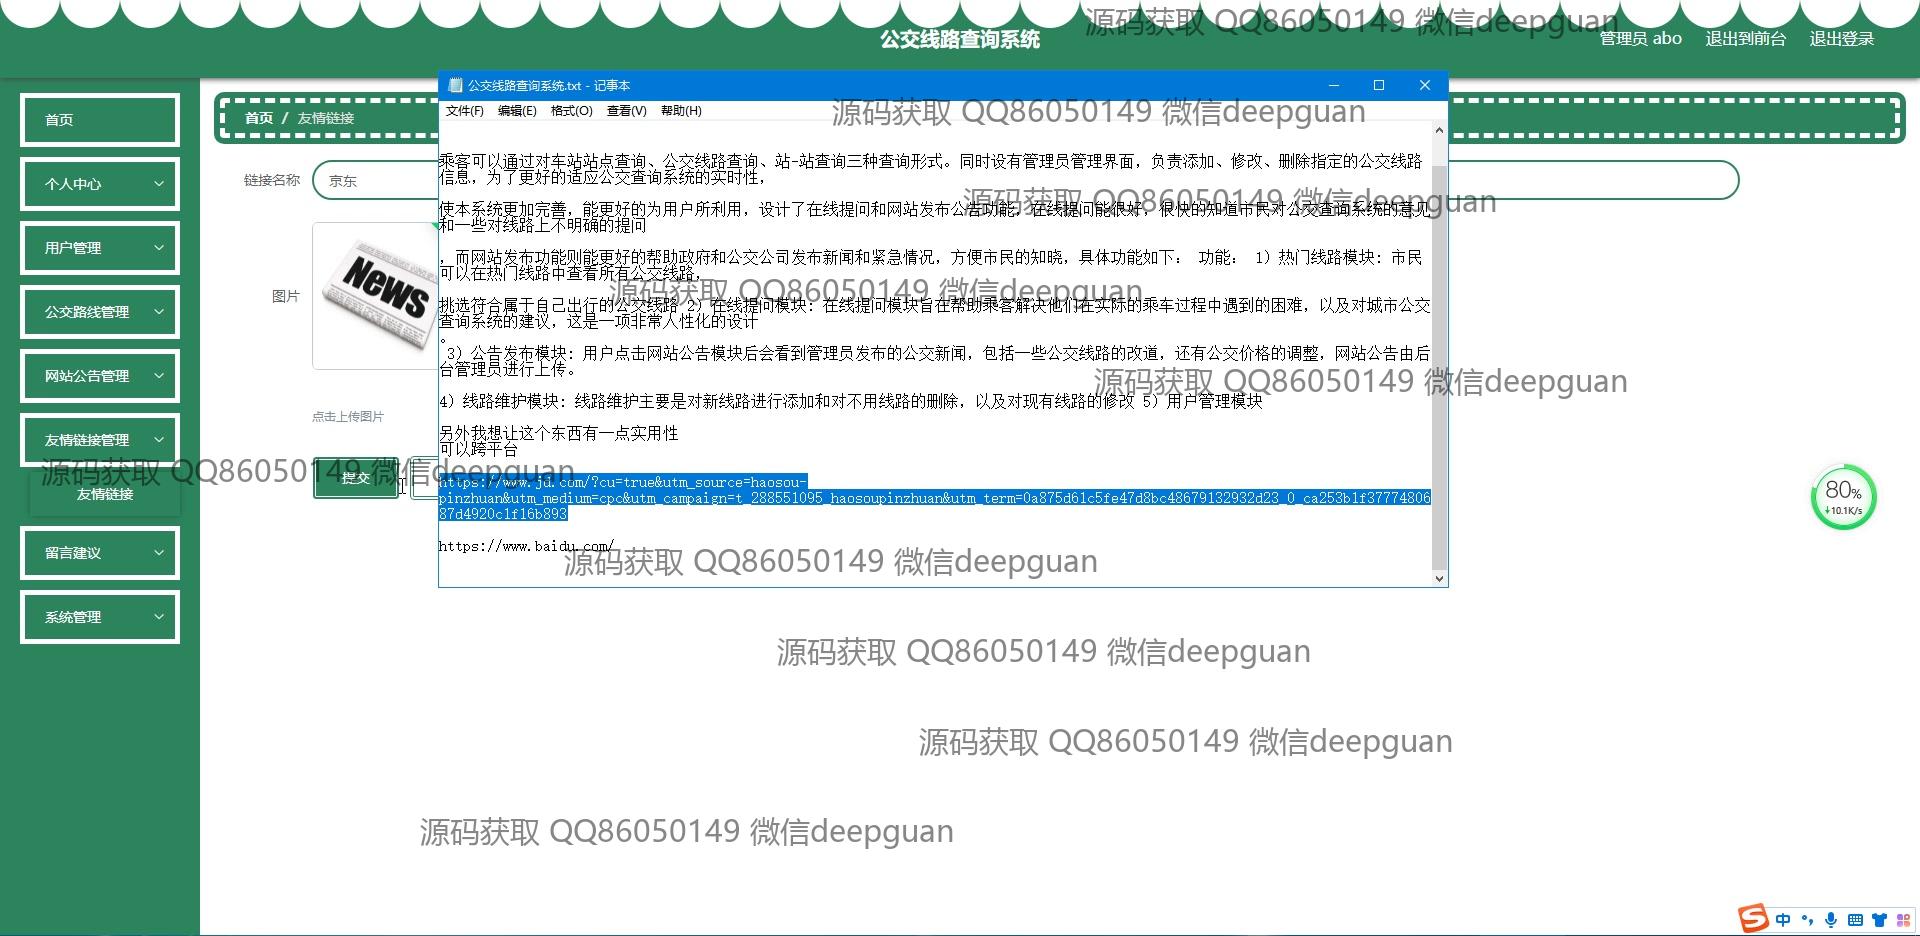 公交线路查询系统
管理员 abo
退出到前台
退出登录
源码获取 QQ86050149 微信deepguan
首页
个人中心
用户管理
公交路线管理
网站公告管理
友情链接管理
友情链接
留言建议
系统管理
首页 / 友情链接
链接名称
京东
图片
News
点击上传图片
提交
公交线路查询系统.txt - 记事本
文件(F) 编辑(E) 格式(O) 查看(V) 帮助(H)
源码获取 QQ86050149 微信deepguan
乘客可以通过对车站站点查询、公交线路查询、站-站查询三种查询形式。同时设有管理员管理界面，负责添加、修改、删除指定的公交线路
信息，为了更好的适应公交查询系统的实时性，
源码获取 QQ86050149 微信deepguan
使本系统更加完善，能更好的为用户所利用，设计了在线提问和网站发布公告功能，在线提问能很好，很快的知道市民对公交查询系统的意见
和一些对线路上不明确的提问
，而网站发布功能则能更好的帮助政府和公交公司发布新闻和紧急情况，方便市民的知晓，具体功能如下： 功能： 1）热门线路模块：市民
可以在热门线路中查看所有公交线路，
源码获取 QQ86050149 微信deepguan
挑选符合属于自己出行的公交线路 2）在线提问模块：在线提问模块旨在帮助乘客解决他们在实际的乘车过程中遇到的困难，以及对城市公交
查询系统的建议，这是一项非常人性化的设计
。
3）公告发布模块：用户点击网站公告模块后会看到管理员发布的公交新闻，包括一些公交线路的改道，还有公交价格的调整，网站公告由后
台管理员进行上传。
源码获取 QQ86050149 微信deepguan
4）线路维护模块：线路维护主要是对新线路进行添加和对不用线路的删除，以及对现有线路的修改 5）用户管理模块
另外我想让这个东西有一点实用性
可以跨平台
源码获取 QQ86050149 微信deepguan
https://www.jd.com/?cu=true&utm_source=haosou-
pinzhuan&utm_medium=cpc&utm_campaign=t_288551095_haosoupinzhuan&utm_term=0a875d61c5fe47d8bc48679132932d23_0_ca253b1f37774806
87d4920c1f16b893
https://www.baidu.com/
源码获取 QQ86050149 微信deepguan
80%
10.1K/s
源码获取 QQ86050149 微信deepguan
源码获取 QQ86050149 微信deepguan
源码获取 QQ86050149 微信deepguan
中